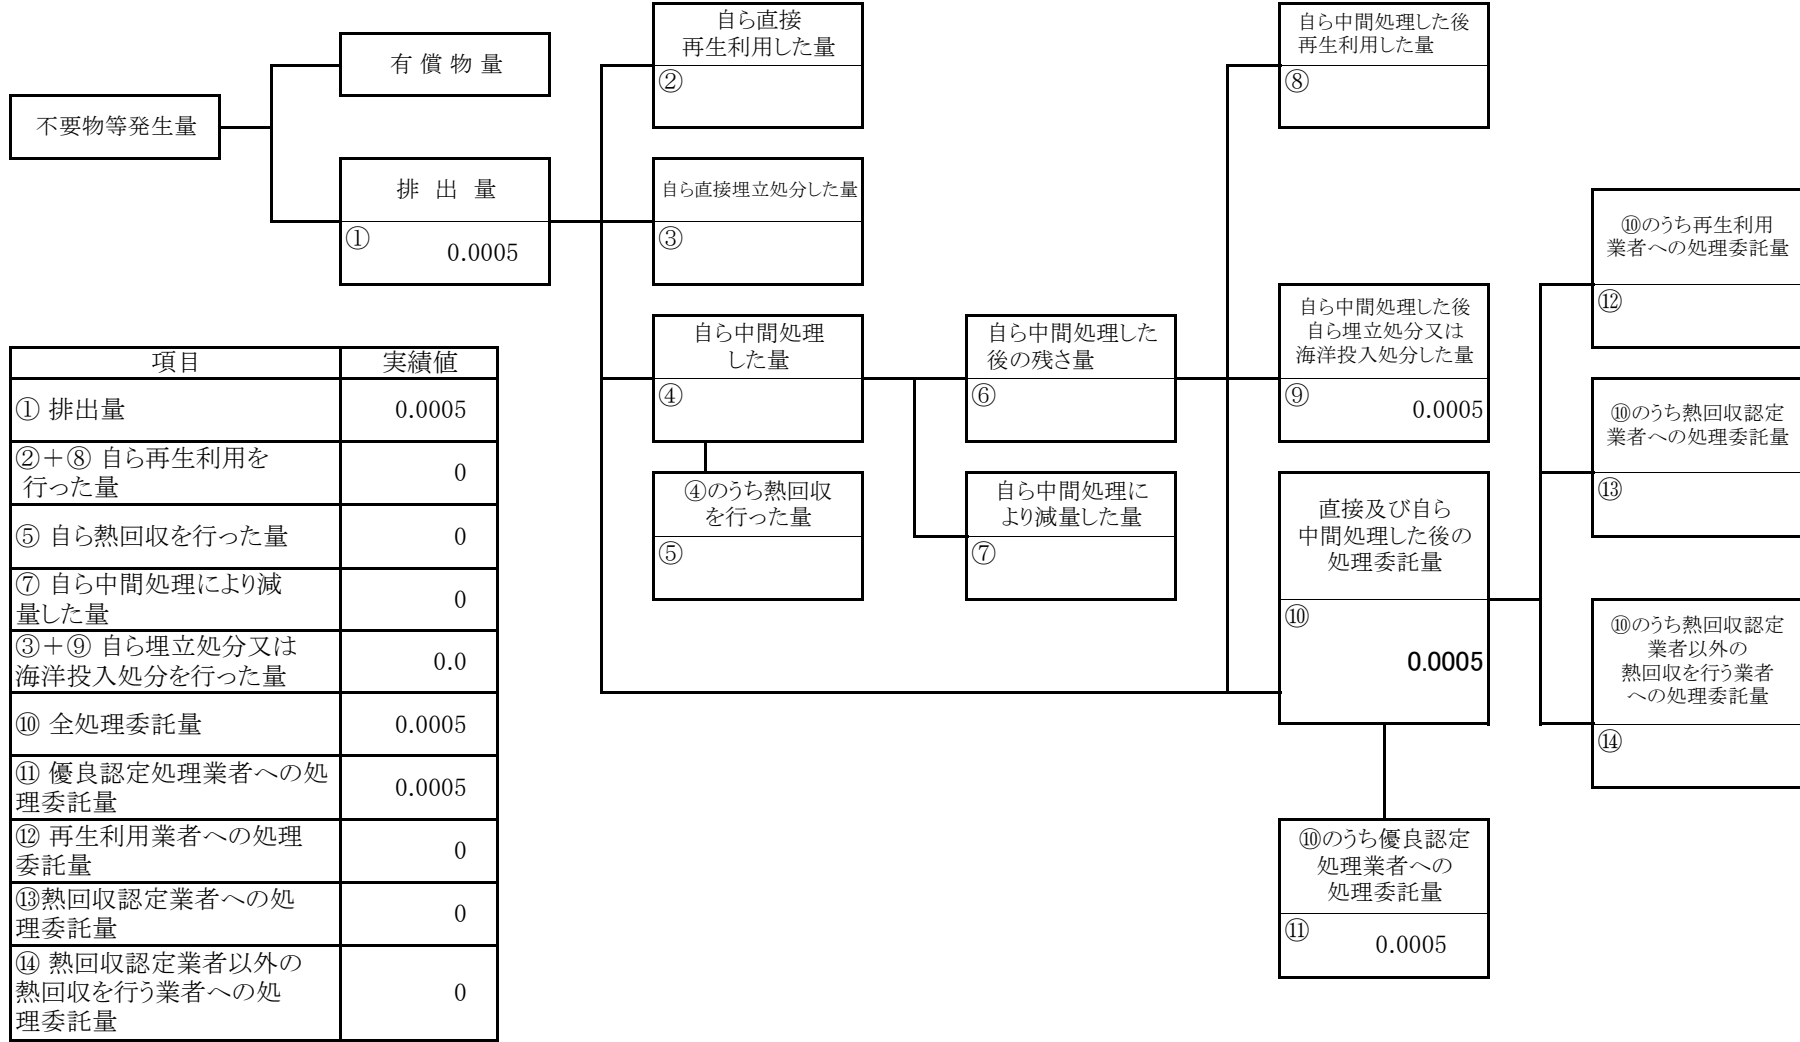 自ら直接
再生利用した量
②
自ら中間処理した後
再生利用した量
⑧
有償物量
不要物等発生量
排出量
①
0.0005
自ら直接埋立処分した量
③
⑩のうち再生利用
業者への処理委託量
⑫
自ら中間処理
した量
④
自ら中間処理した
後の残さ量
⑥
自ら中間処理した後
自ら埋立処分又は
海洋投入処分した量
⑨
0.0005
⑩のうち熱回収認定
業者への処理委託量
⑬
④のうち熱回収
を行った量
⑤
自ら中間処理に
より減量した量
⑦
直接及び自ら
中間処理した後の
処理委託量
⑩
0.0005
⑩のうち熱回収認定
業者以外の
熱回収を行う業者
への処理委託量
⑭
⑩のうち優良認定
処理業者への
処理委託量
⑪
0.0005
項目 実績値
① 排出量 0.0005
②＋⑧ 自ら再生利用を
行った量 0
⑤ 自ら熱回収を行った量 0
⑦ 自ら中間処理により減
量した量 0
③＋⑨ 自ら埋立処分又は
海洋投入処分を行った量 0.0
⑩ 全処理委託量 0.0005
⑪ 優良認定処理業者への処
理委託量 0.0005
⑫ 再生利用業者への処理
委託量 0
⑬熱回収認定業者への処
理委託量 0
⑭ 熱回収認定業者以外の
熱回収を行う業者への処
理委託量 0